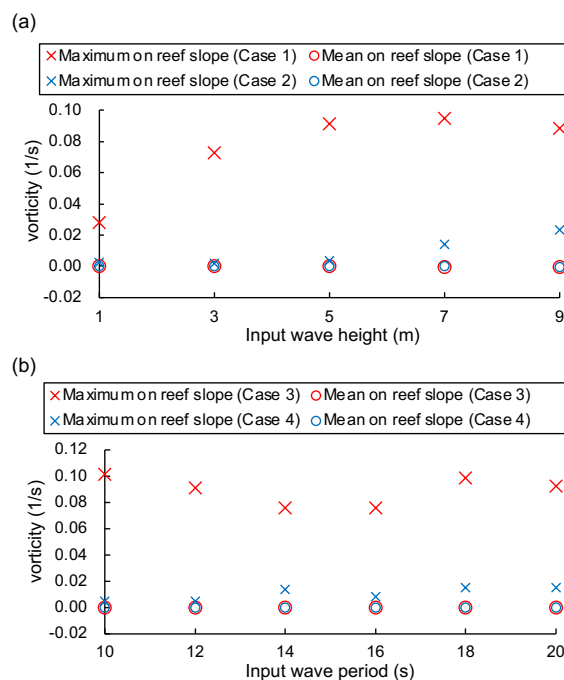 (a)
Maximum on reef slope (Case 1) Mean on reef slope (Case 1)
Maximum on reef slope (Case 2) Mean on reef slope (Case 2)
0.10
0.08
0.06
0.04
0.02
0.00
-0.02
vorticity (1/s)
1 3 5 7 9
Input wave height (m)
(b)
Maximum on reef slope (Case 3) Mean on reef slope (Case 3)
Maximum on reef slope (Case 4) Mean on reef slope (Case 4)
0.12
0.10
0.08
0.06
0.04
0.02
0.00
-0.02
vorticity (1/s)
10 12 14 16 18 20
Input wave period (s)